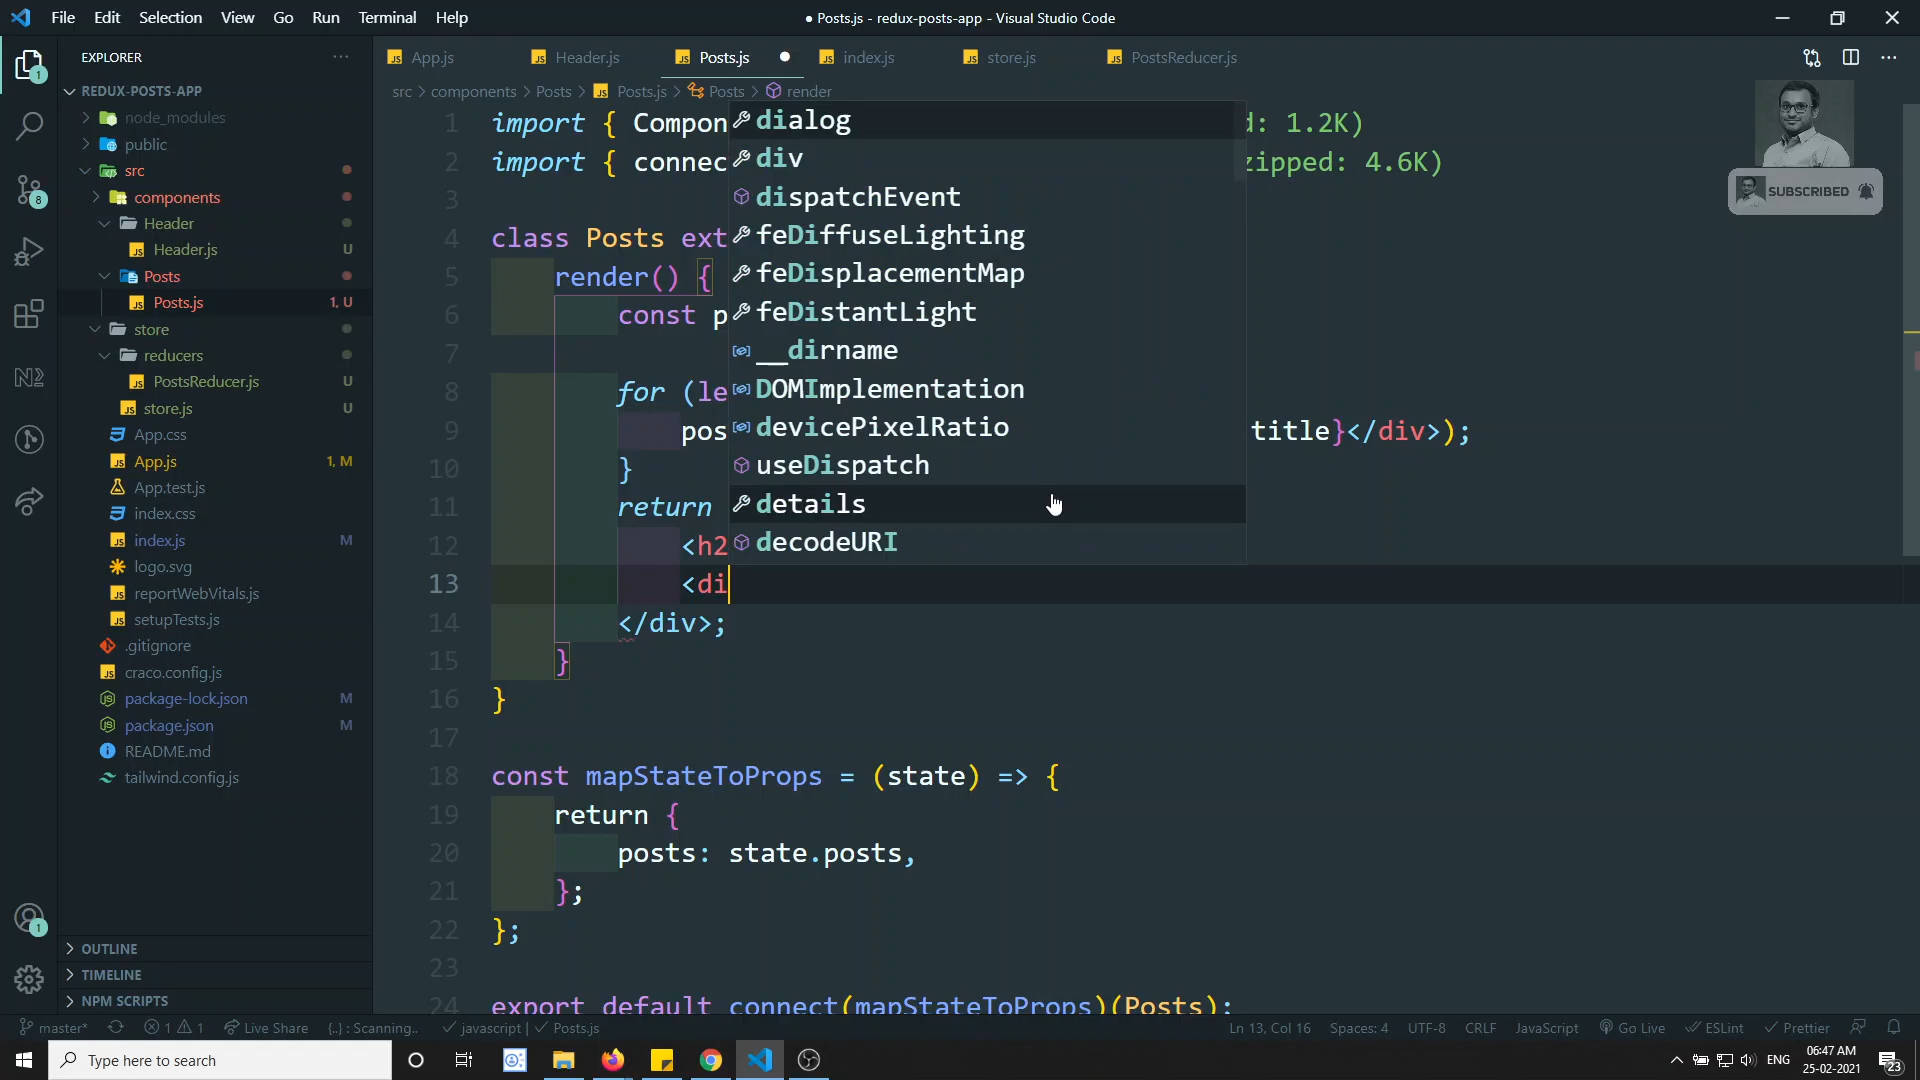 File Edit Selection View Go Run Terminal Help
● Posts.js - redux-posts-app - Visual Studio Code
EXPLORER
REDUX-POSTS-APP
node_modules
public
src
components
Header
Header.js U
Posts
Posts.js 1, U
store
reducers
PostsReducer.js U
store.js U
App.css
App.js 1, M
App.test.js
index.css
index.js M
logo.svg
reportWebVitals.js
setupTests.js
.gitignore
craco.config.js
package-lock.json M
package.json M
README.md
tailwind.config.js
OUTLINE
TIMELINE
NPM SCRIPTS
1
8
1
App.js Header.js Posts.js index.js store.js PostsReducer.js
src > components > Posts > Posts.js > Posts > render
1 import { Compon d: 1.2K)
2 import { connec zipped: 4.6K)
3
4 class Posts ext
5 render() {
6 const p
7
8 for (le
9 pos title}</div>);
10 }
11 return
12 <h2
13 <di
14 </div>;
15 }
16 }
17
18 const mapStateToProps = (state) => {
19 return {
20 posts: state.posts,
21 };
22 };
23
24 export default connect(mapStateToProps)(Posts);
dialog
div
dispatchEvent
feDiffuseLighting
feDisplacementMap
feDistantLight
__dirname
DOMImplementation
devicePixelRatio
useDispatch
details
decodeURI
SUBSCRIBED
master* 1 1 Live Share {..} : Scanning.. javascript | Posts.js Ln 13, Col 16 Spaces: 4 UTF-8 CRLF JavaScript Go Live ESLint Prettier
Type here to search
ENG
06:47 AM
25-02-2021
23